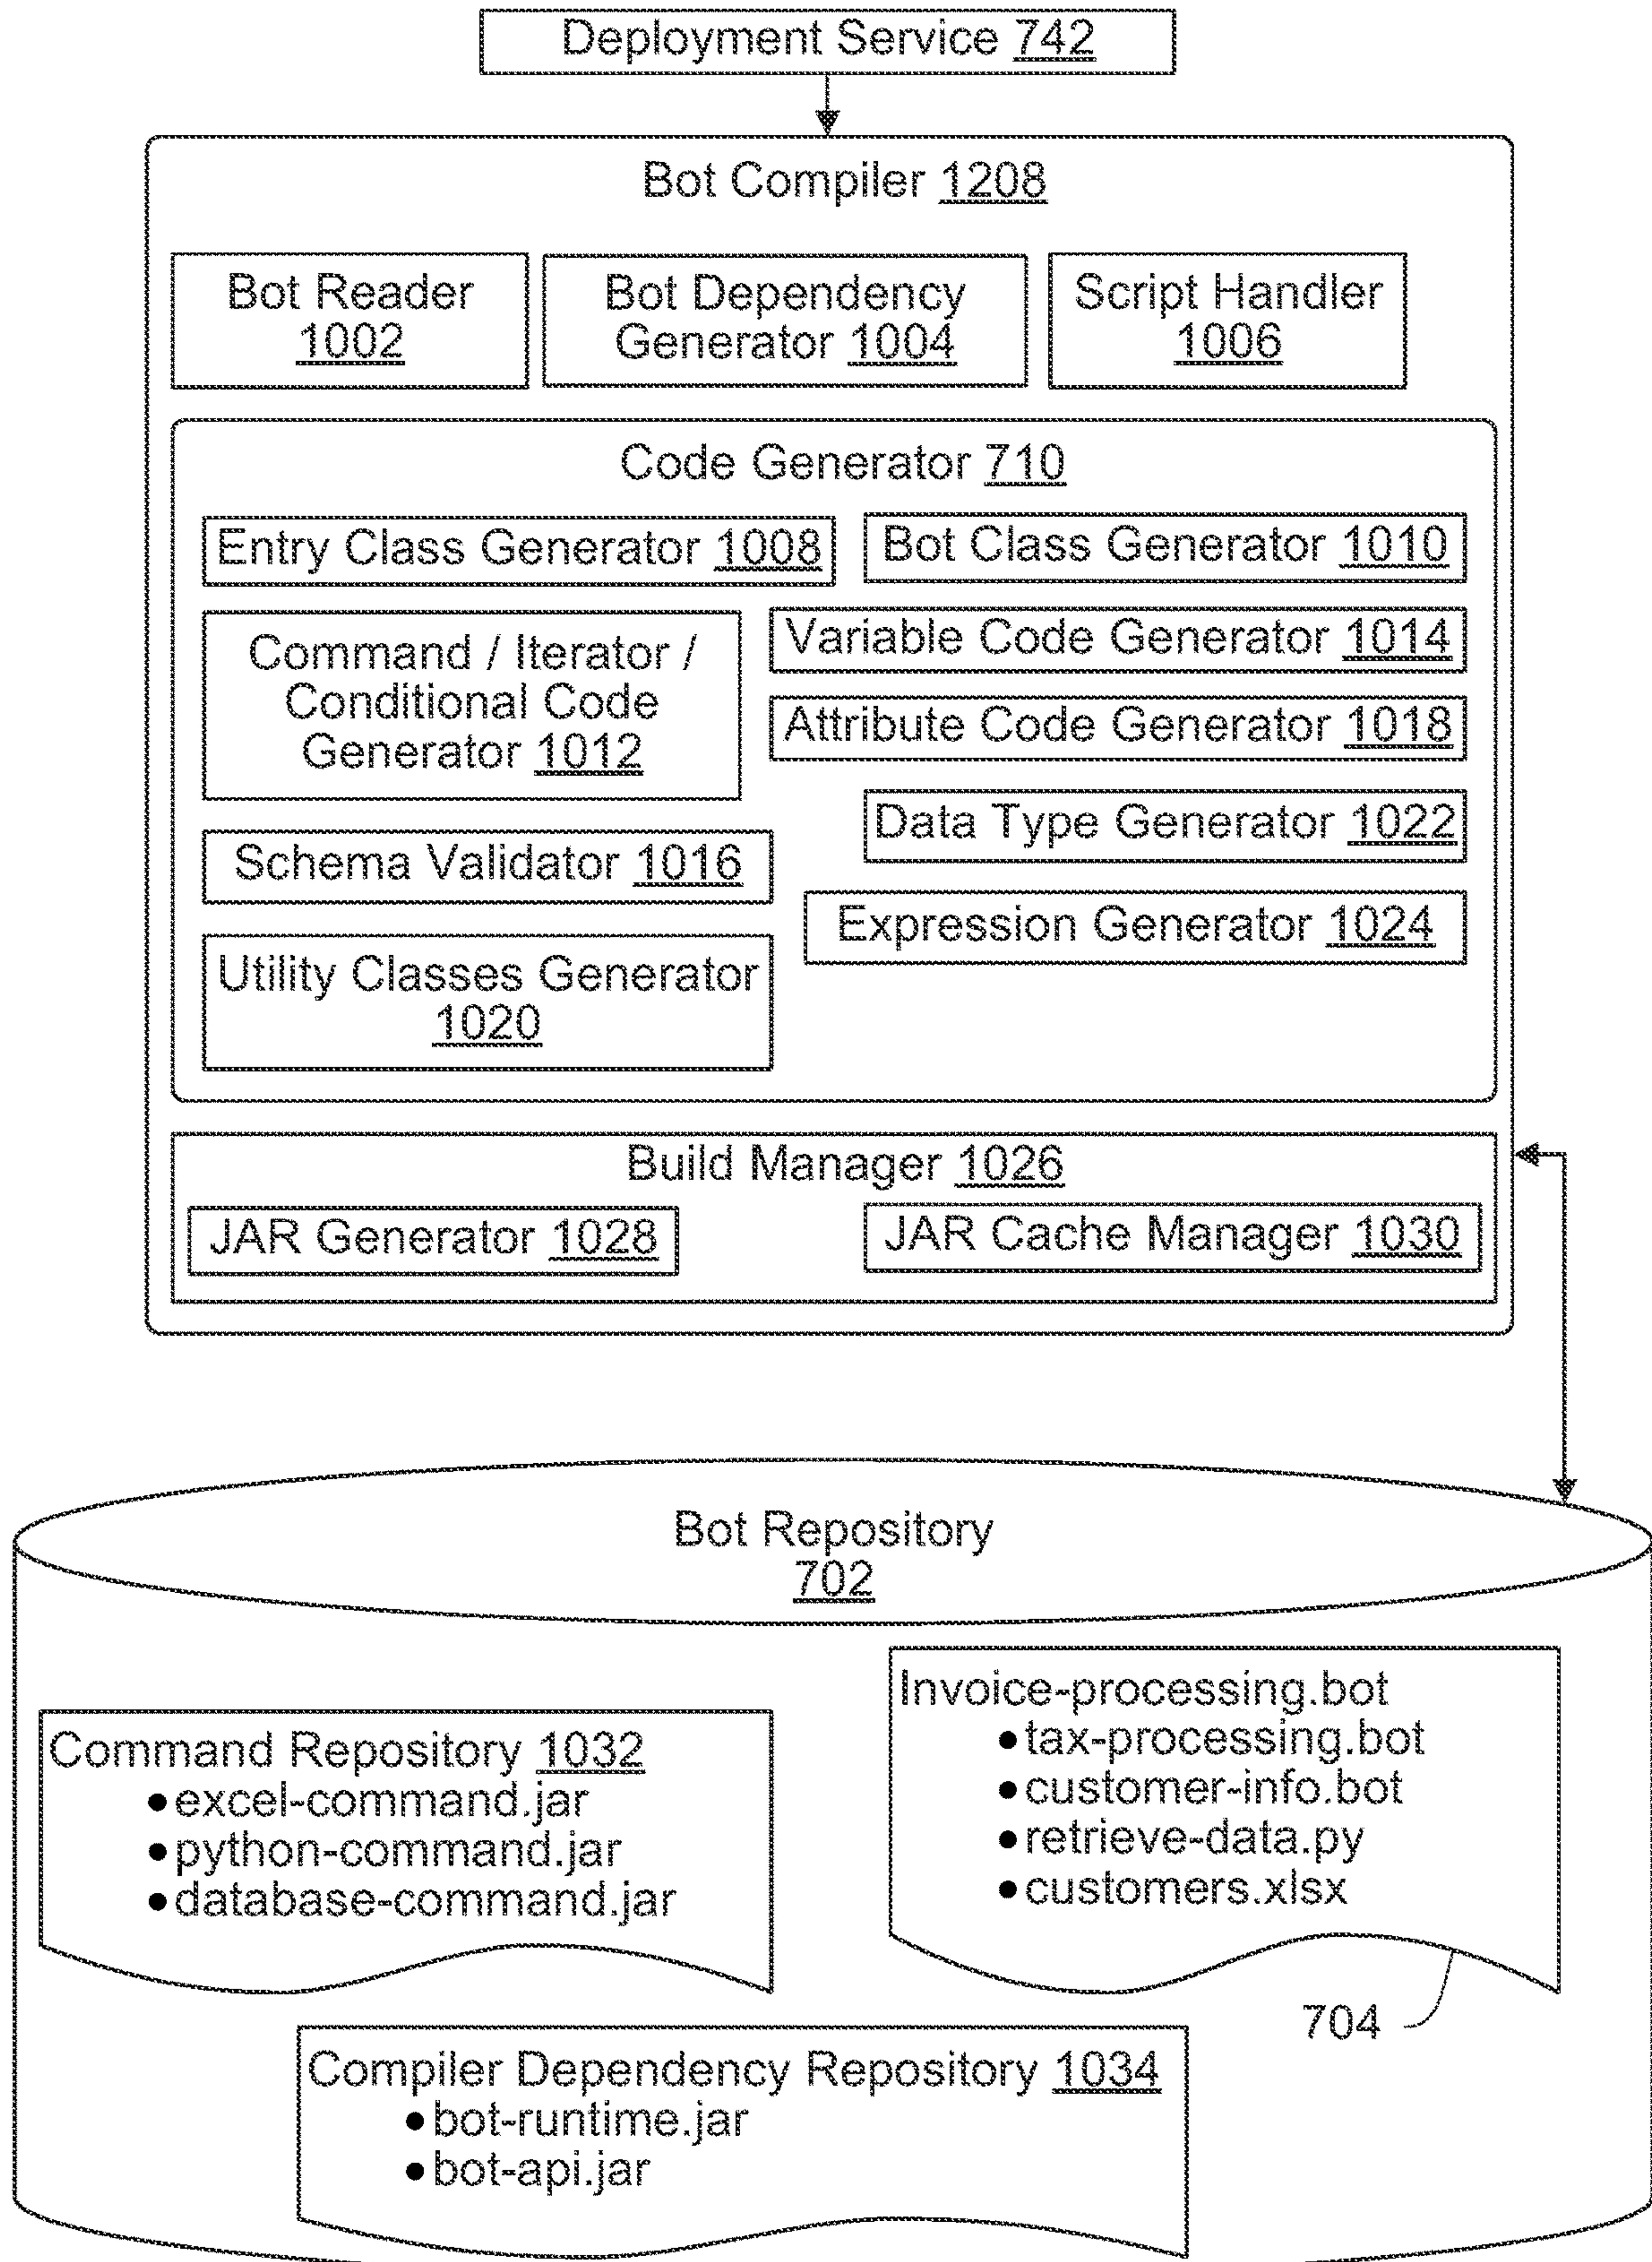 Deployment Service 742
Bot Compiler 1208
Bot Reader
1002
Bot Dependency
Generator 1004
Script Handler
1006
Code Generator 710
Entry Class Generator 1008
Bot Class Generator 1010
Command / Iterator /
Conditional Code
Generator 1012
Variable Code Generator 1014
Attribute Code Generator 1018
Data Type Generator 1022
Schema Validator 1016
Expression Generator 1024
Utility Classes Generator
1020
Build Manager 1026
JAR Generator 1028
JAR Cache Manager 1030
Bot Repository
702
Invoice-processing.bot
•tax-processing.bot
•customer-info.bot
•retrieve-data.py
•customers.xlsx
Command Repository 1032
•excel-command.jar
•python-command.jar
•database-command.jar
704
Compiler Dependency Repository 1034
•bot-runtime.jar
•bot-api.jar